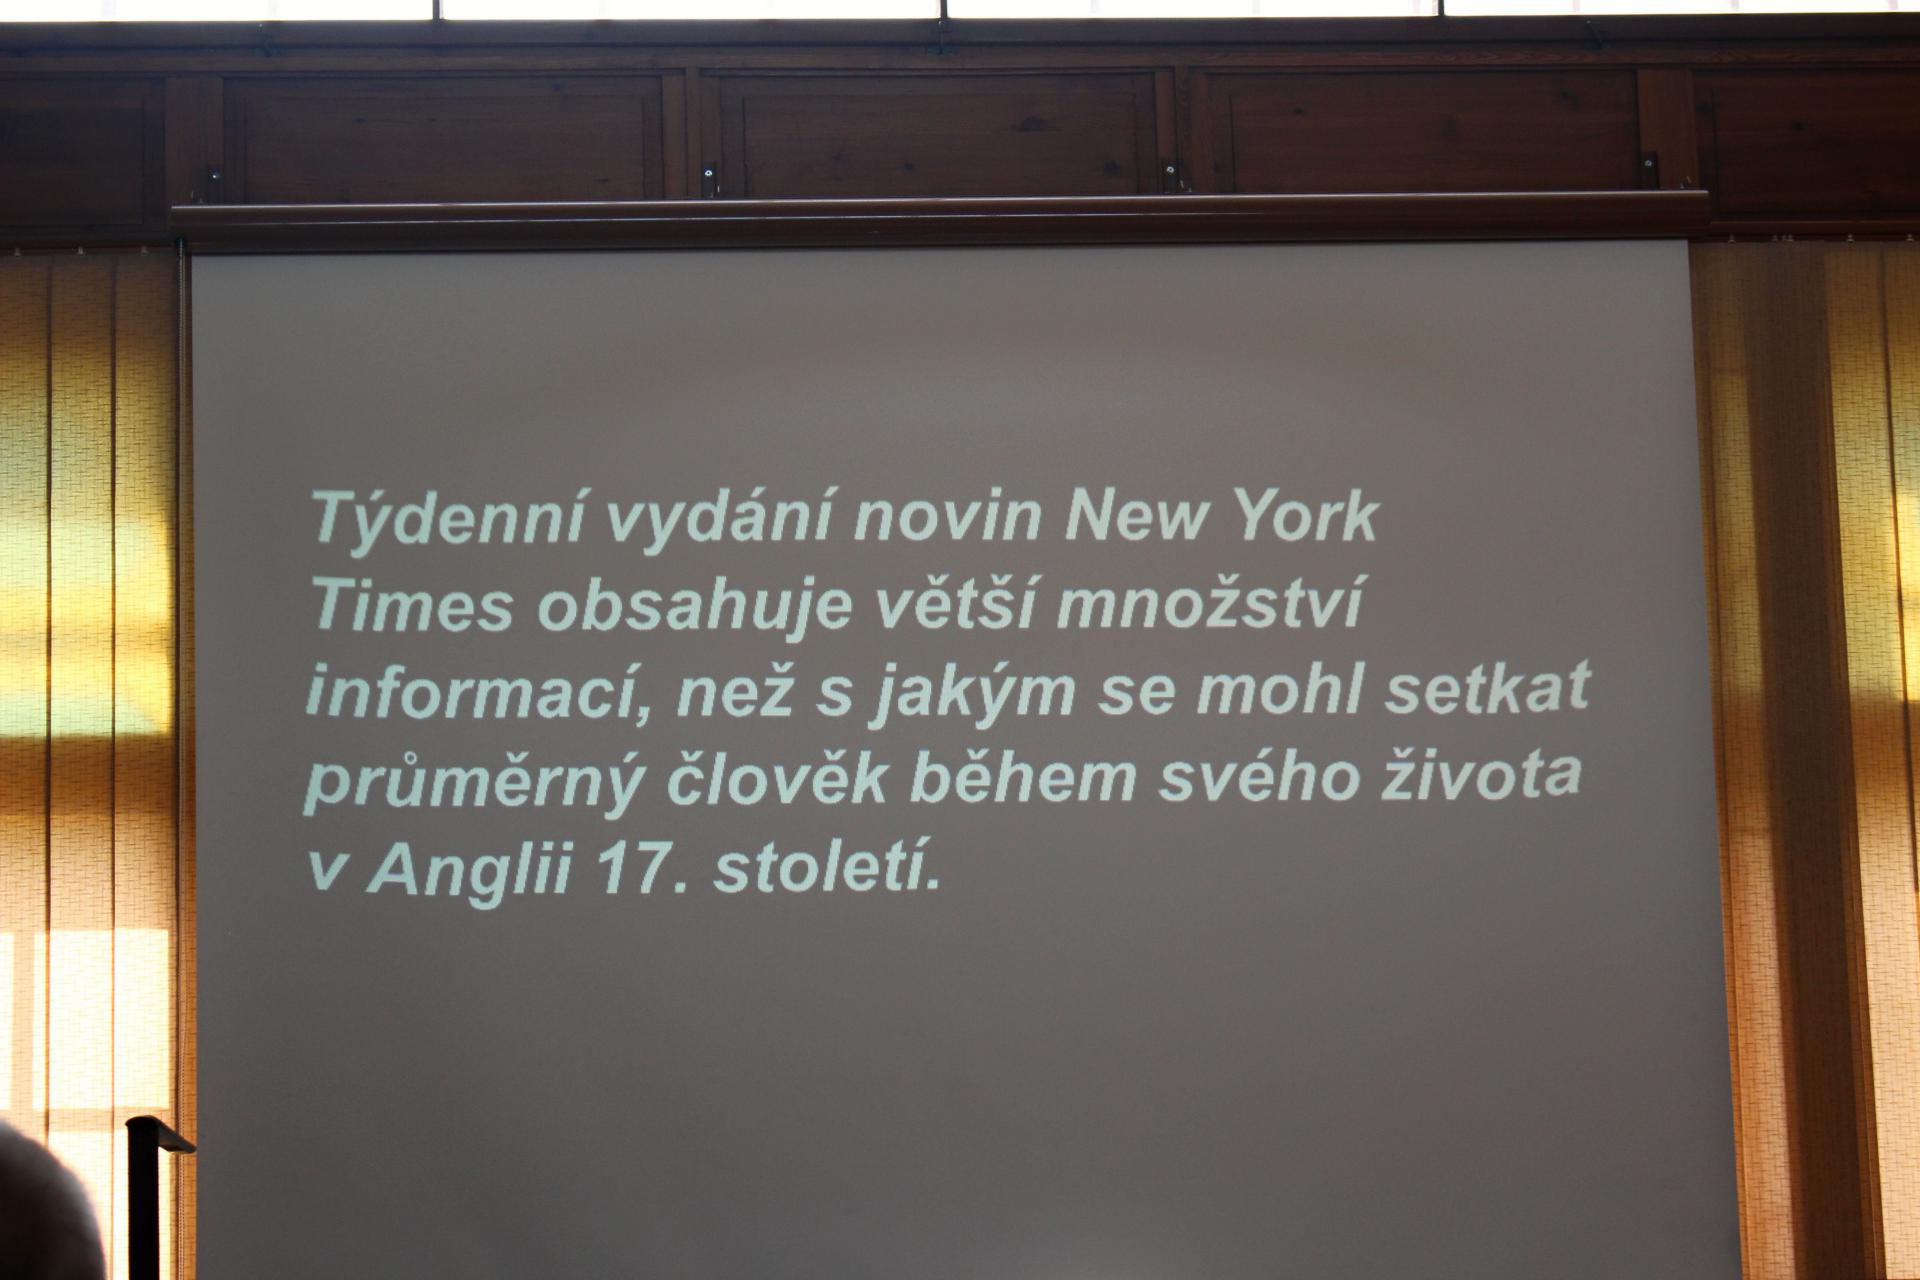 Týdenní vydání novin New York
Times obsahuje větší množství
informací, než s jakým se mohl setkat
průměrný člověk během svého života
v Anglii 17. století.